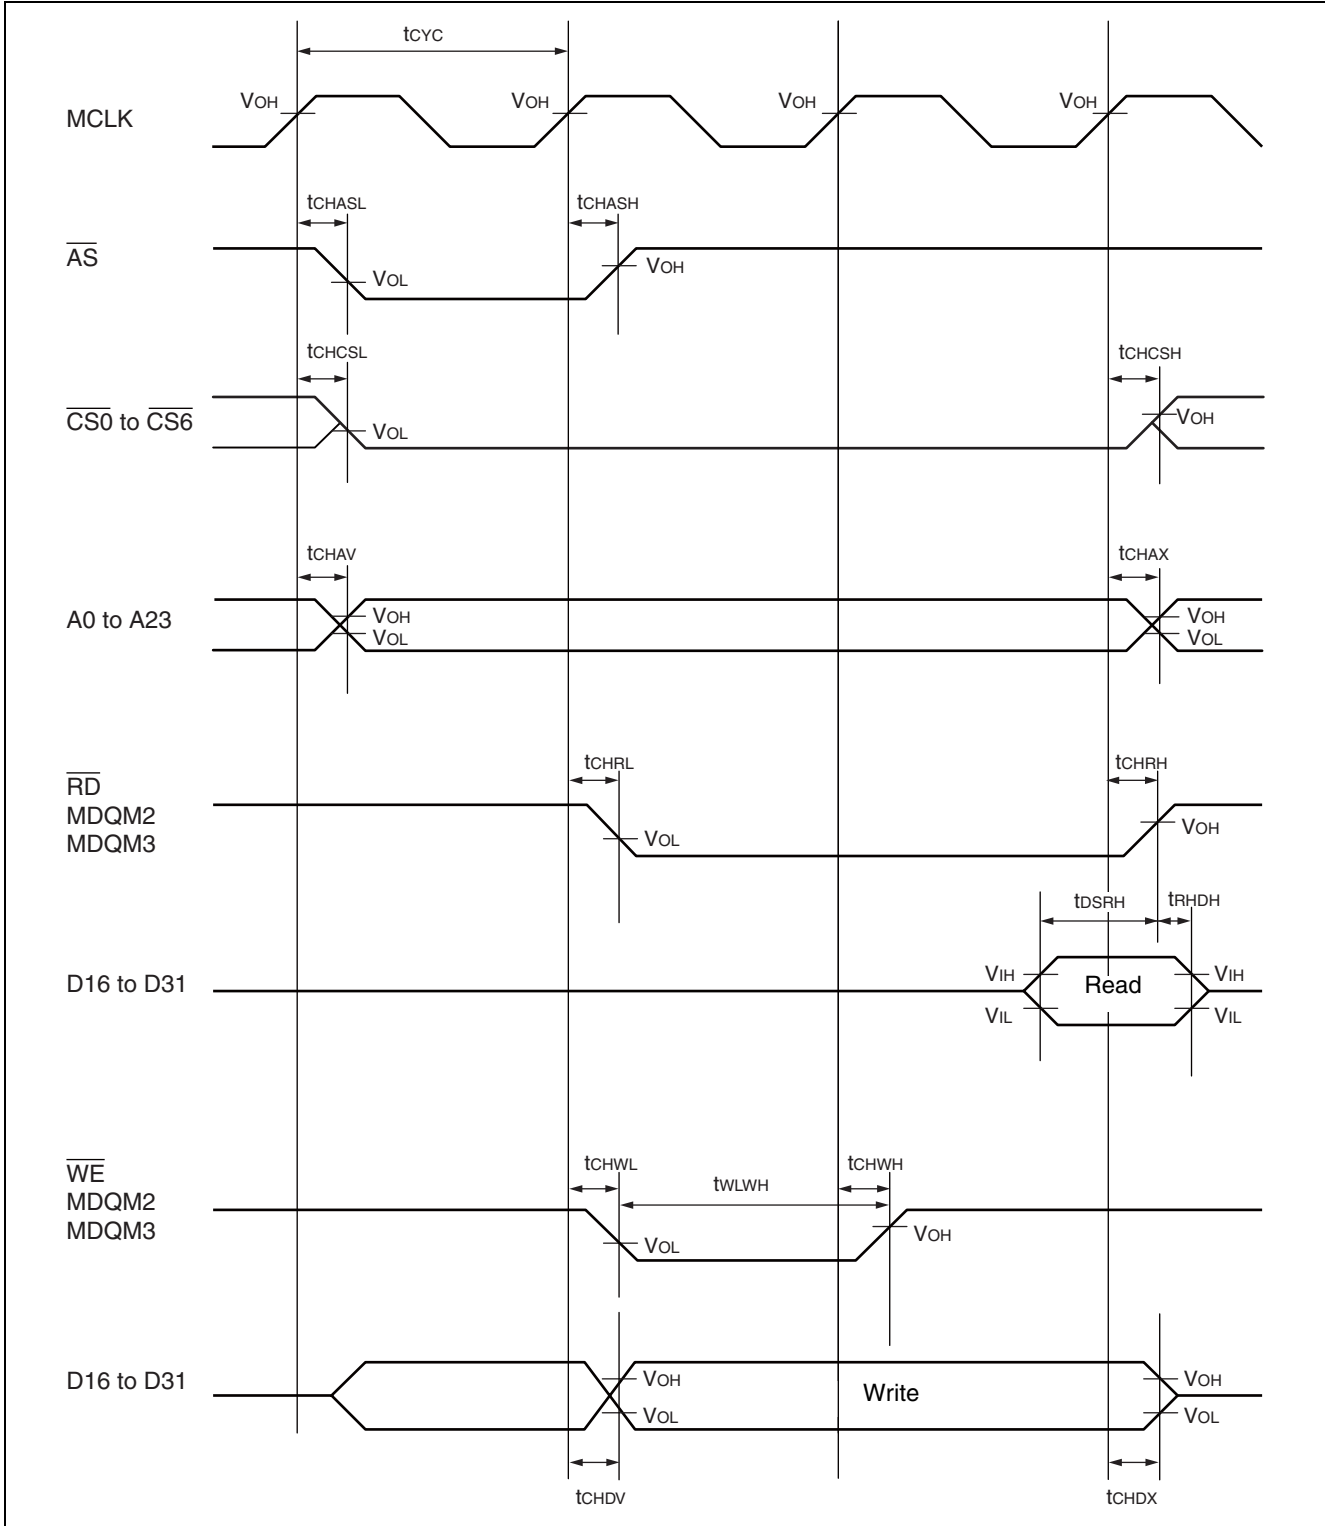 tCYC
VOH VOH VOH VOH
MCLK
tCHASL tCHASH
AS
VOH
VOL
tCHCSL tCHCSH
CS0 to CS6
VOH
VOL
tCHAV tCHAX
A0 to A23
VOH VOH
VOL VOL
tCHRL tCHRH
RD
MDQM2
MDQM3
VOL VOH
tDSRH tRHDH
D16 to D31
VIH Read VIH
VIL VIL
tCHWL tWLWH tCHWH
WE
MDQM2
MDQM3
VOL VOH
D16 to D31
VOH Write VOH
VOL VOL
tCHDV tCHDX